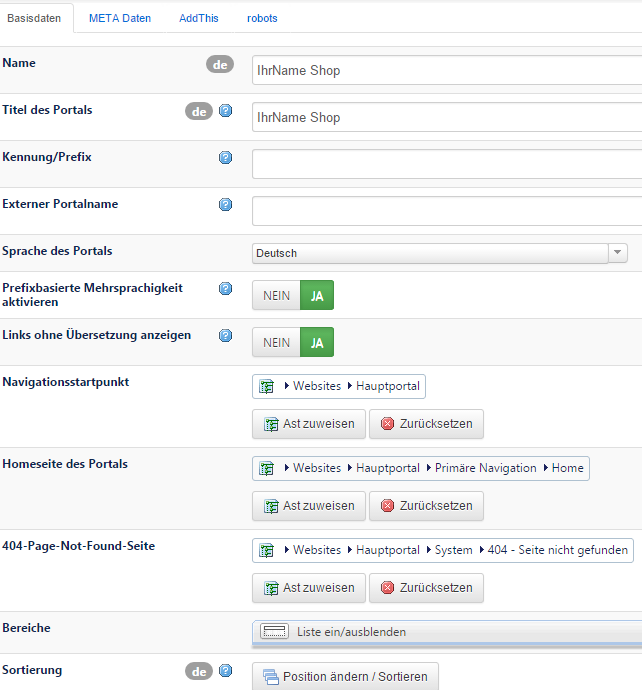 Basisdaten META Daten AddThis robots
Name de IhrName Shop
Titel des Portals de ? IhrName Shop
Kennung/Prefix ?
Externer Portalname ?
Sprache des Portals Deutsch
Prefixbasierte Mehrsprachigkeit
aktivieren ? NEIN JA
Links ohne Übersetzung anzeigen ? NEIN JA
Navigationsstartpunkt Websites Hauptportal
Ast zuweisen Zurücksetzen
Homeseite des Portals Websites Hauptportal Primäre Navigation Home
Ast zuweisen Zurücksetzen
404-Page-Not-Found-Seite Websites Hauptportal System 404 - Seite nicht gefunden
Ast zuweisen Zurücksetzen
Bereiche Liste ein/ausblenden
Sortierung de ? Position ändern / Sortieren